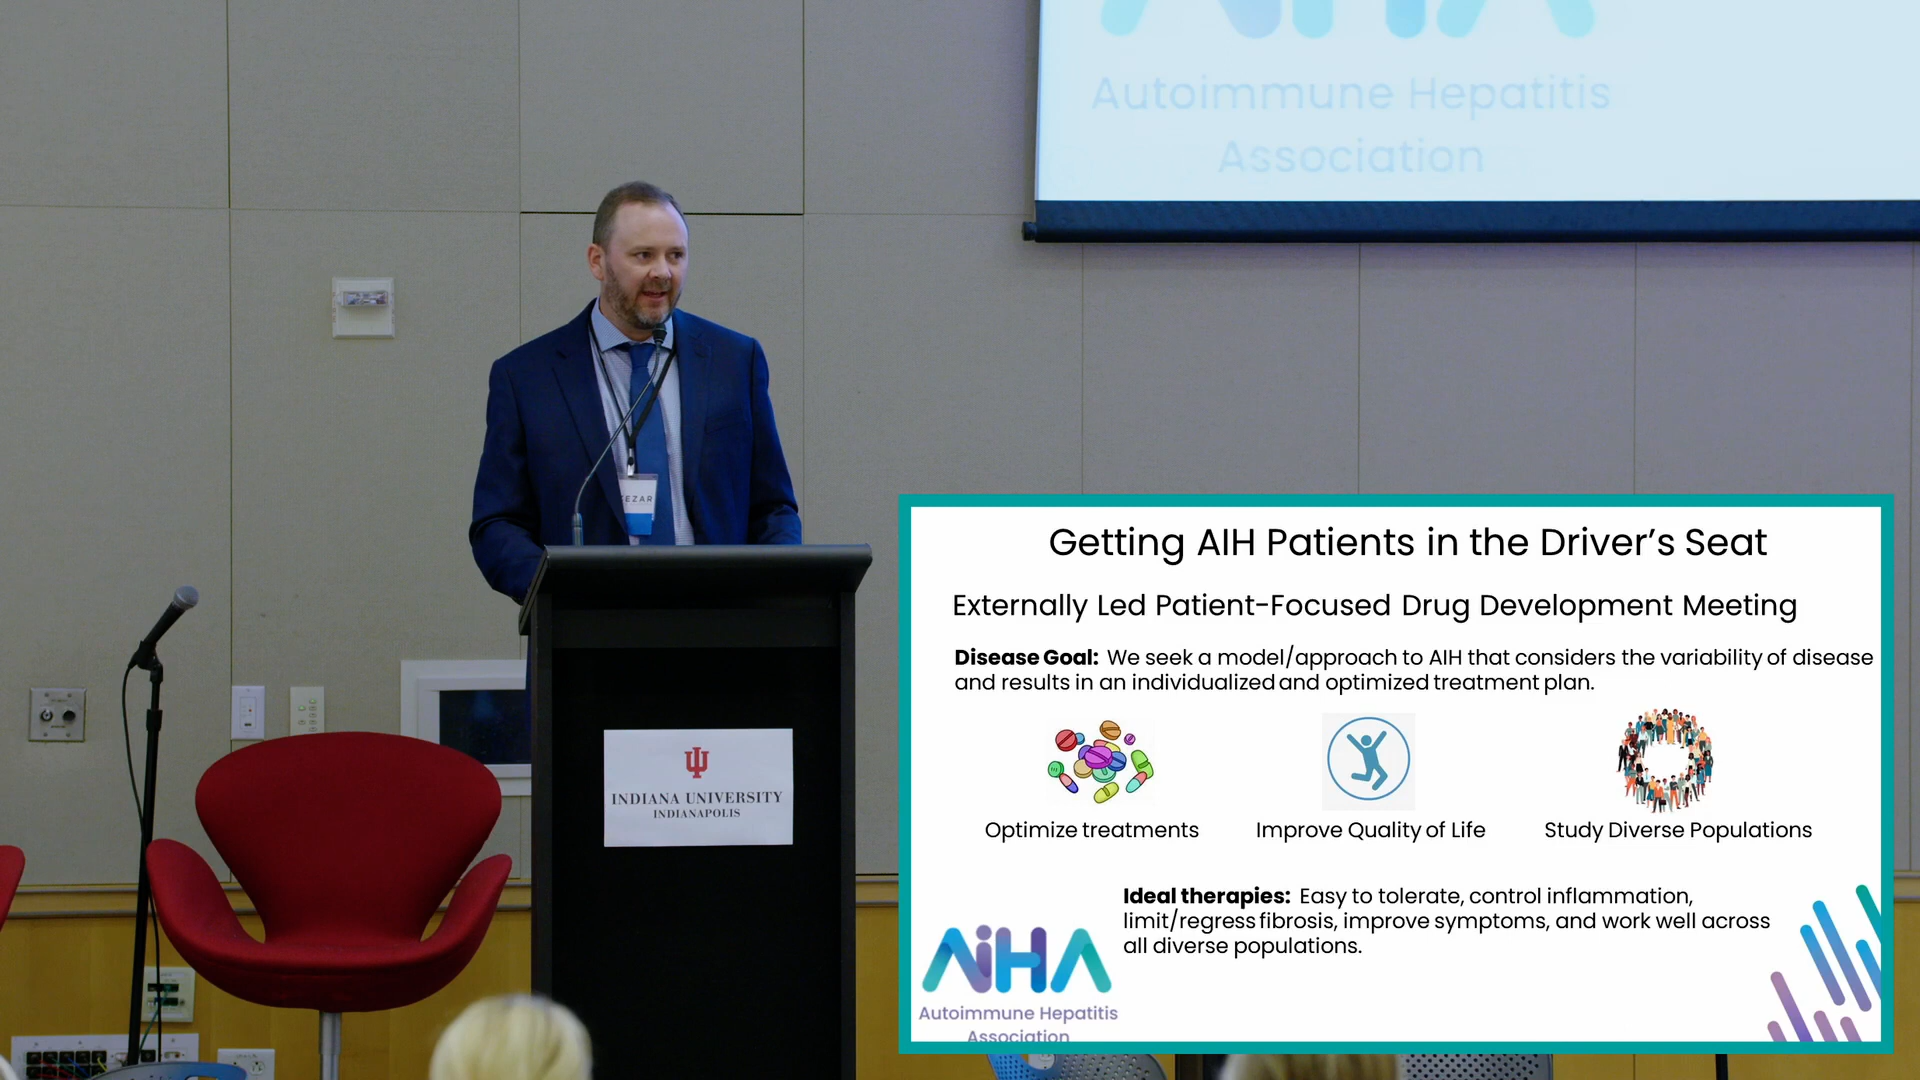 AiHA
Autoimmune Hepatitis
Association
EZAR
INDIANA UNIVERSITY
INDIANAPOLIS
Getting AIH Patients in the Driver's Seat
Externally Led Patient-Focused Drug Development Meeting
Disease Goal: We seek a model/approach to AIH that considers the variability of disease
and results in an individualized and optimized treatment plan.
Optimize treatments
Improve Quality of Life
Study Diverse Populations
Ideal therapies: Easy to tolerate, control inflammation,
limit/regress fibrosis, improve symptoms, and work well across
all diverse populations.
AiHA
Autoimmune Hepatitis
Association